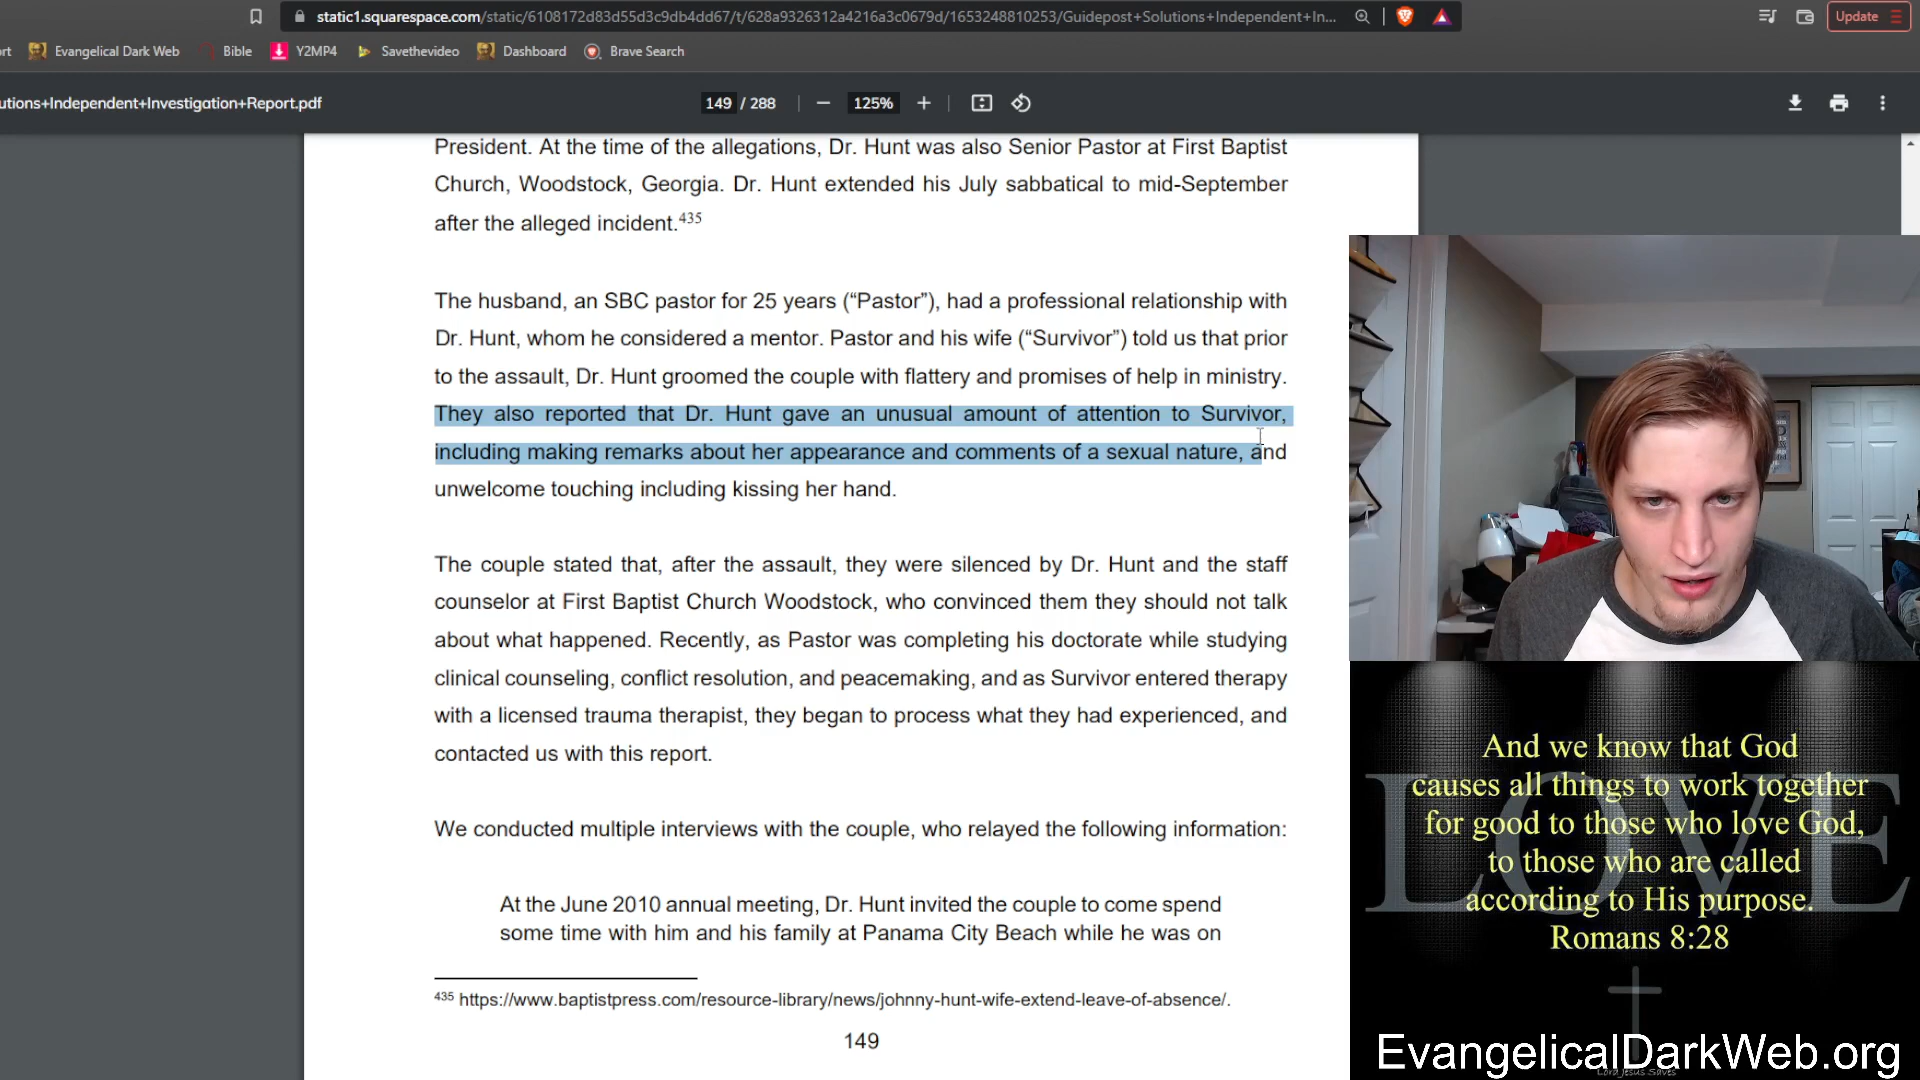 static1.squarespace.com/static/6108172d83d55d3c9db4dd67/t/628a9326312a4216a3c0679d/1653248810253/Guidepost+Solutions+Independent+In...
Update
rt
Evangelical Dark Web
Bible
Y2MP4
Savethevideo
Dashboard
Brave Search
utions+Independent+Investigation+Report.pdf
149 / 288
125%
President. At the time of the allegations, Dr. Hunt was also Senior Pastor at First Baptist
Church, Woodstock, Georgia. Dr. Hunt extended his July sabbatical to mid-September
after the alleged incident.435
The husband, an SBC pastor for 25 years (“Pastor”), had a professional relationship with
Dr. Hunt, whom he considered a mentor. Pastor and his wife (“Survivor”) told us that prior
to the assault, Dr. Hunt groomed the couple with flattery and promises of help in ministry.
They also reported that Dr. Hunt gave an unusual amount of attention to Survivor,
including making remarks about her appearance and comments of a sexual nature, and
unwelcome touching including kissing her hand.
The couple stated that, after the assault, they were silenced by Dr. Hunt and the staff
counselor at First Baptist Church Woodstock, who convinced them they should not talk
about what happened. Recently, as Pastor was completing his doctorate while studying
clinical counseling, conflict resolution, and peacemaking, and as Survivor entered therapy
with a licensed trauma therapist, they began to process what they had experienced, and
contacted us with this report.
We conducted multiple interviews with the couple, who relayed the following information:
At the June 2010 annual meeting, Dr. Hunt invited the couple to come spend
some time with him and his family at Panama City Beach while he was on
435 https://www.baptistpress.com/resource-library/news/johnny-hunt-wife-extend-leave-of-absence/.
149
LOVE
And we know that God
causes all things to work together
for good to those who love God,
to those who are called
according to His purpose.
Romans 8:28
EvangelicalDarkWeb.org
Lord Jesus Saves